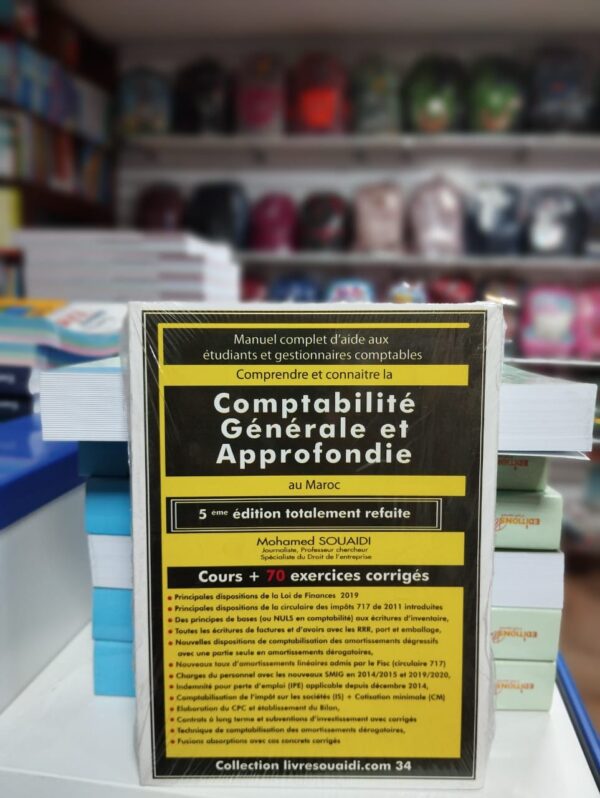 Manuel complet d'aide aux
étudiants et gestionnaires comptables
Comprendre et connaitre la
Comptabilité
Générale et
Approfondie
au Maroc
5 ème édition totalement refaite
Mohamed SOUAIDI
Journaliste, Professeur chercheur
Spécialiste du Droit de l'entreprise
Cours + 70 exercices corrigés
• Principales dispositions de la Loi de Finances 2019
• Principales dispositions de la circulaire des impôts 717 de 2011 introduites
• Des principes de bases (ou NULS en comptabilité) aux écritures d'inventaire,
• Toutes les écritures de factures et d'avoirs avec les RRR, port et emballage,
• Nouvelles dispositions de comptabilisation des amortissements dégressifs
avec une partie seule en amortissements dérogatoires,
• Nouveaux taux d'amortissements linéaires admis par le Fisc (circulaire 717)
• Charges du personnel avec les nouveaux SMIG en 2014/2015 et 2019/2020,
• Indemnité pour perte d'emploi (IPE) applicable depuis décembre 2014,
• Comptabilisation de l'impôt sur les sociétés (IS) + Cotisation minimale (CM)
• Elaboration du CPC et établissement du Bilan,
• Contrats à long terme et subventions d'investissement avec corrigés
• Technique de comptabilisation des amortissements dérogatoires,
• Fusions absorptions avec cas concrets corrigés
Collection livresouaidi.com 34
EDITIONS
EDITIONS
EDITIONS